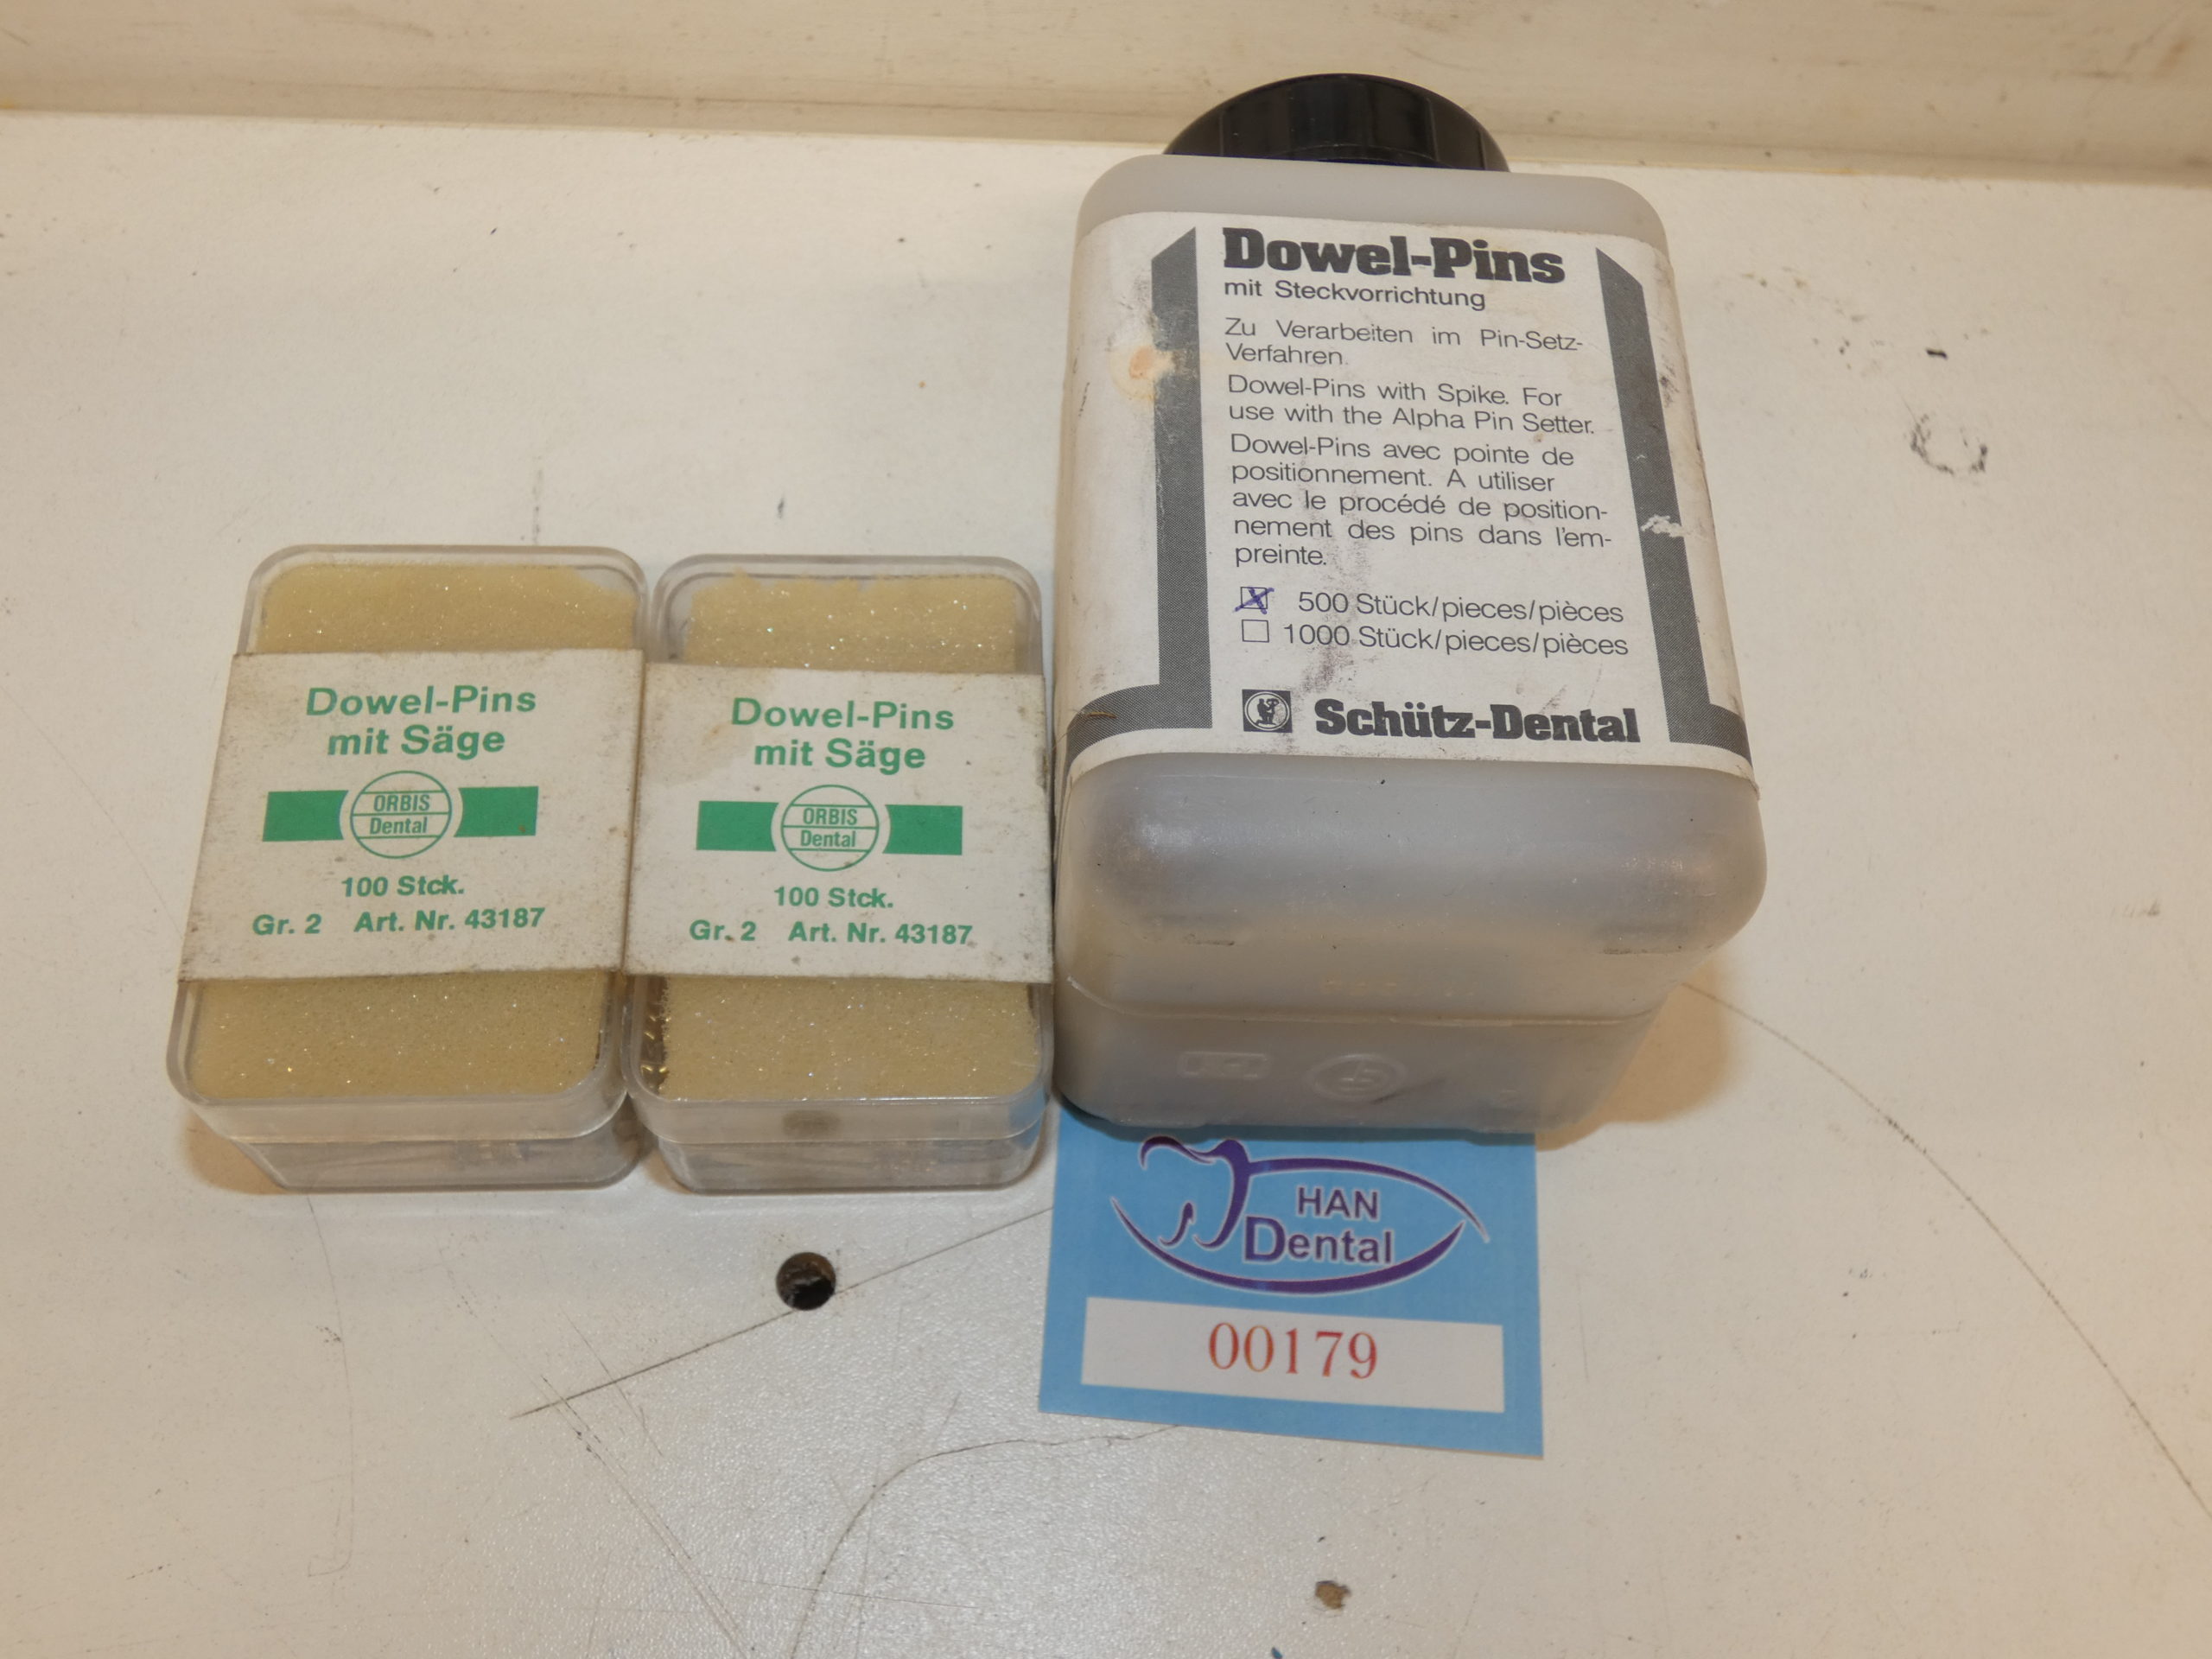 Dowel-Pins
mit Säge
ORBIS
Dental
100 Stck.
Gr. 2 Art. Nr. 43187
Dowel-Pins
mit Säge
ORBIS
Dental
100 Stck.
Gr. 2 Art. Nr. 43187
Dowel-Pins
mit Steckvorrichtung
Zu Verarbeiten im Pin-Setz-
Verfahren.
Dowel-Pins with Spike. For
use with the Alpha Pin Setter.
Dowel-Pins avec pointe de
positionnement. A utiliser
avec le procédé de position-
nement des pins dans l'em-
preinte.
500 Stück/pieces/pièces
1000 Stück/pieces/pièces
Schütz-Dental
HAN
Dental
00179